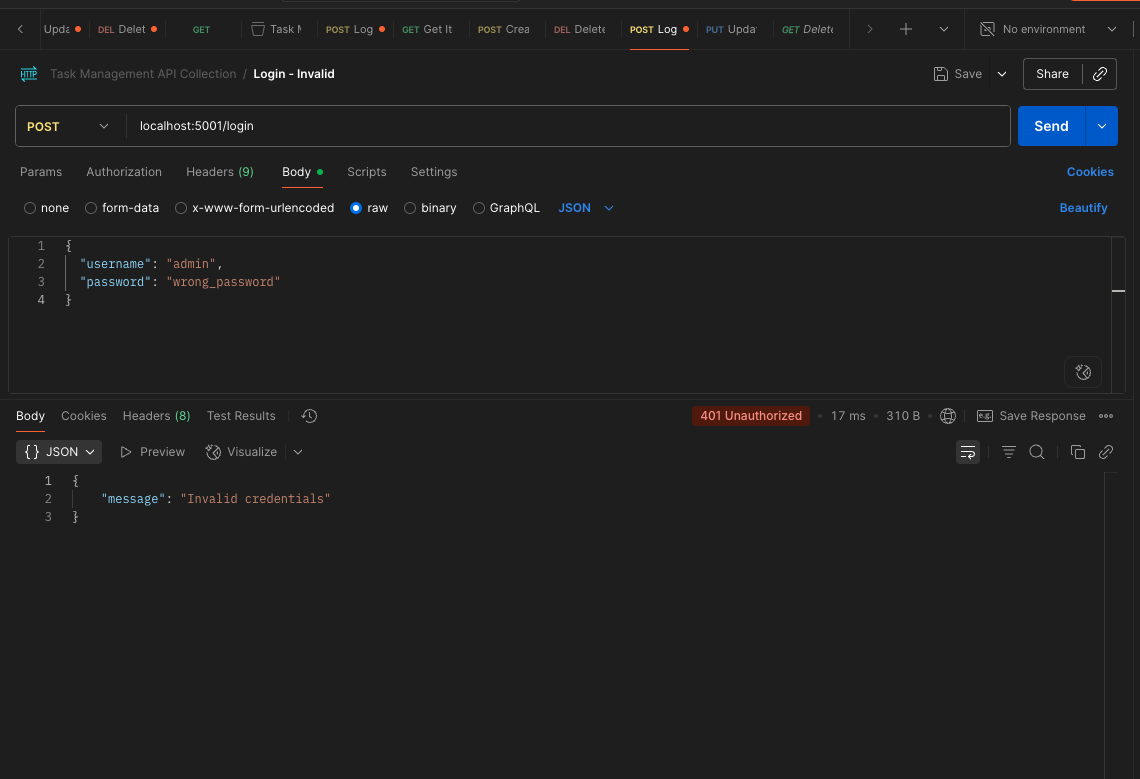 Upda DEL Delet GET Task M POST Log GET Get It POST Crea DEL Delete POST Log PUT Upda GET Delete No environment
HTTP Task Management API Collection / Login - Invalid Save Share
POST localhost:5001/login Send
Params Authorization Headers (9) Body Scripts Settings Cookies
none form-data x-www-form-urlencoded raw binary GraphQL JSON Beautify
1 {
2 "username": "admin",
3 "password": "wrong_password"
4 }
Body Cookies Headers (8) Test Results 401 Unauthorized 17 ms 310 B e.g. Save Response
{} JSON Preview Visualize
1 {
2 "message": "Invalid credentials"
3 }